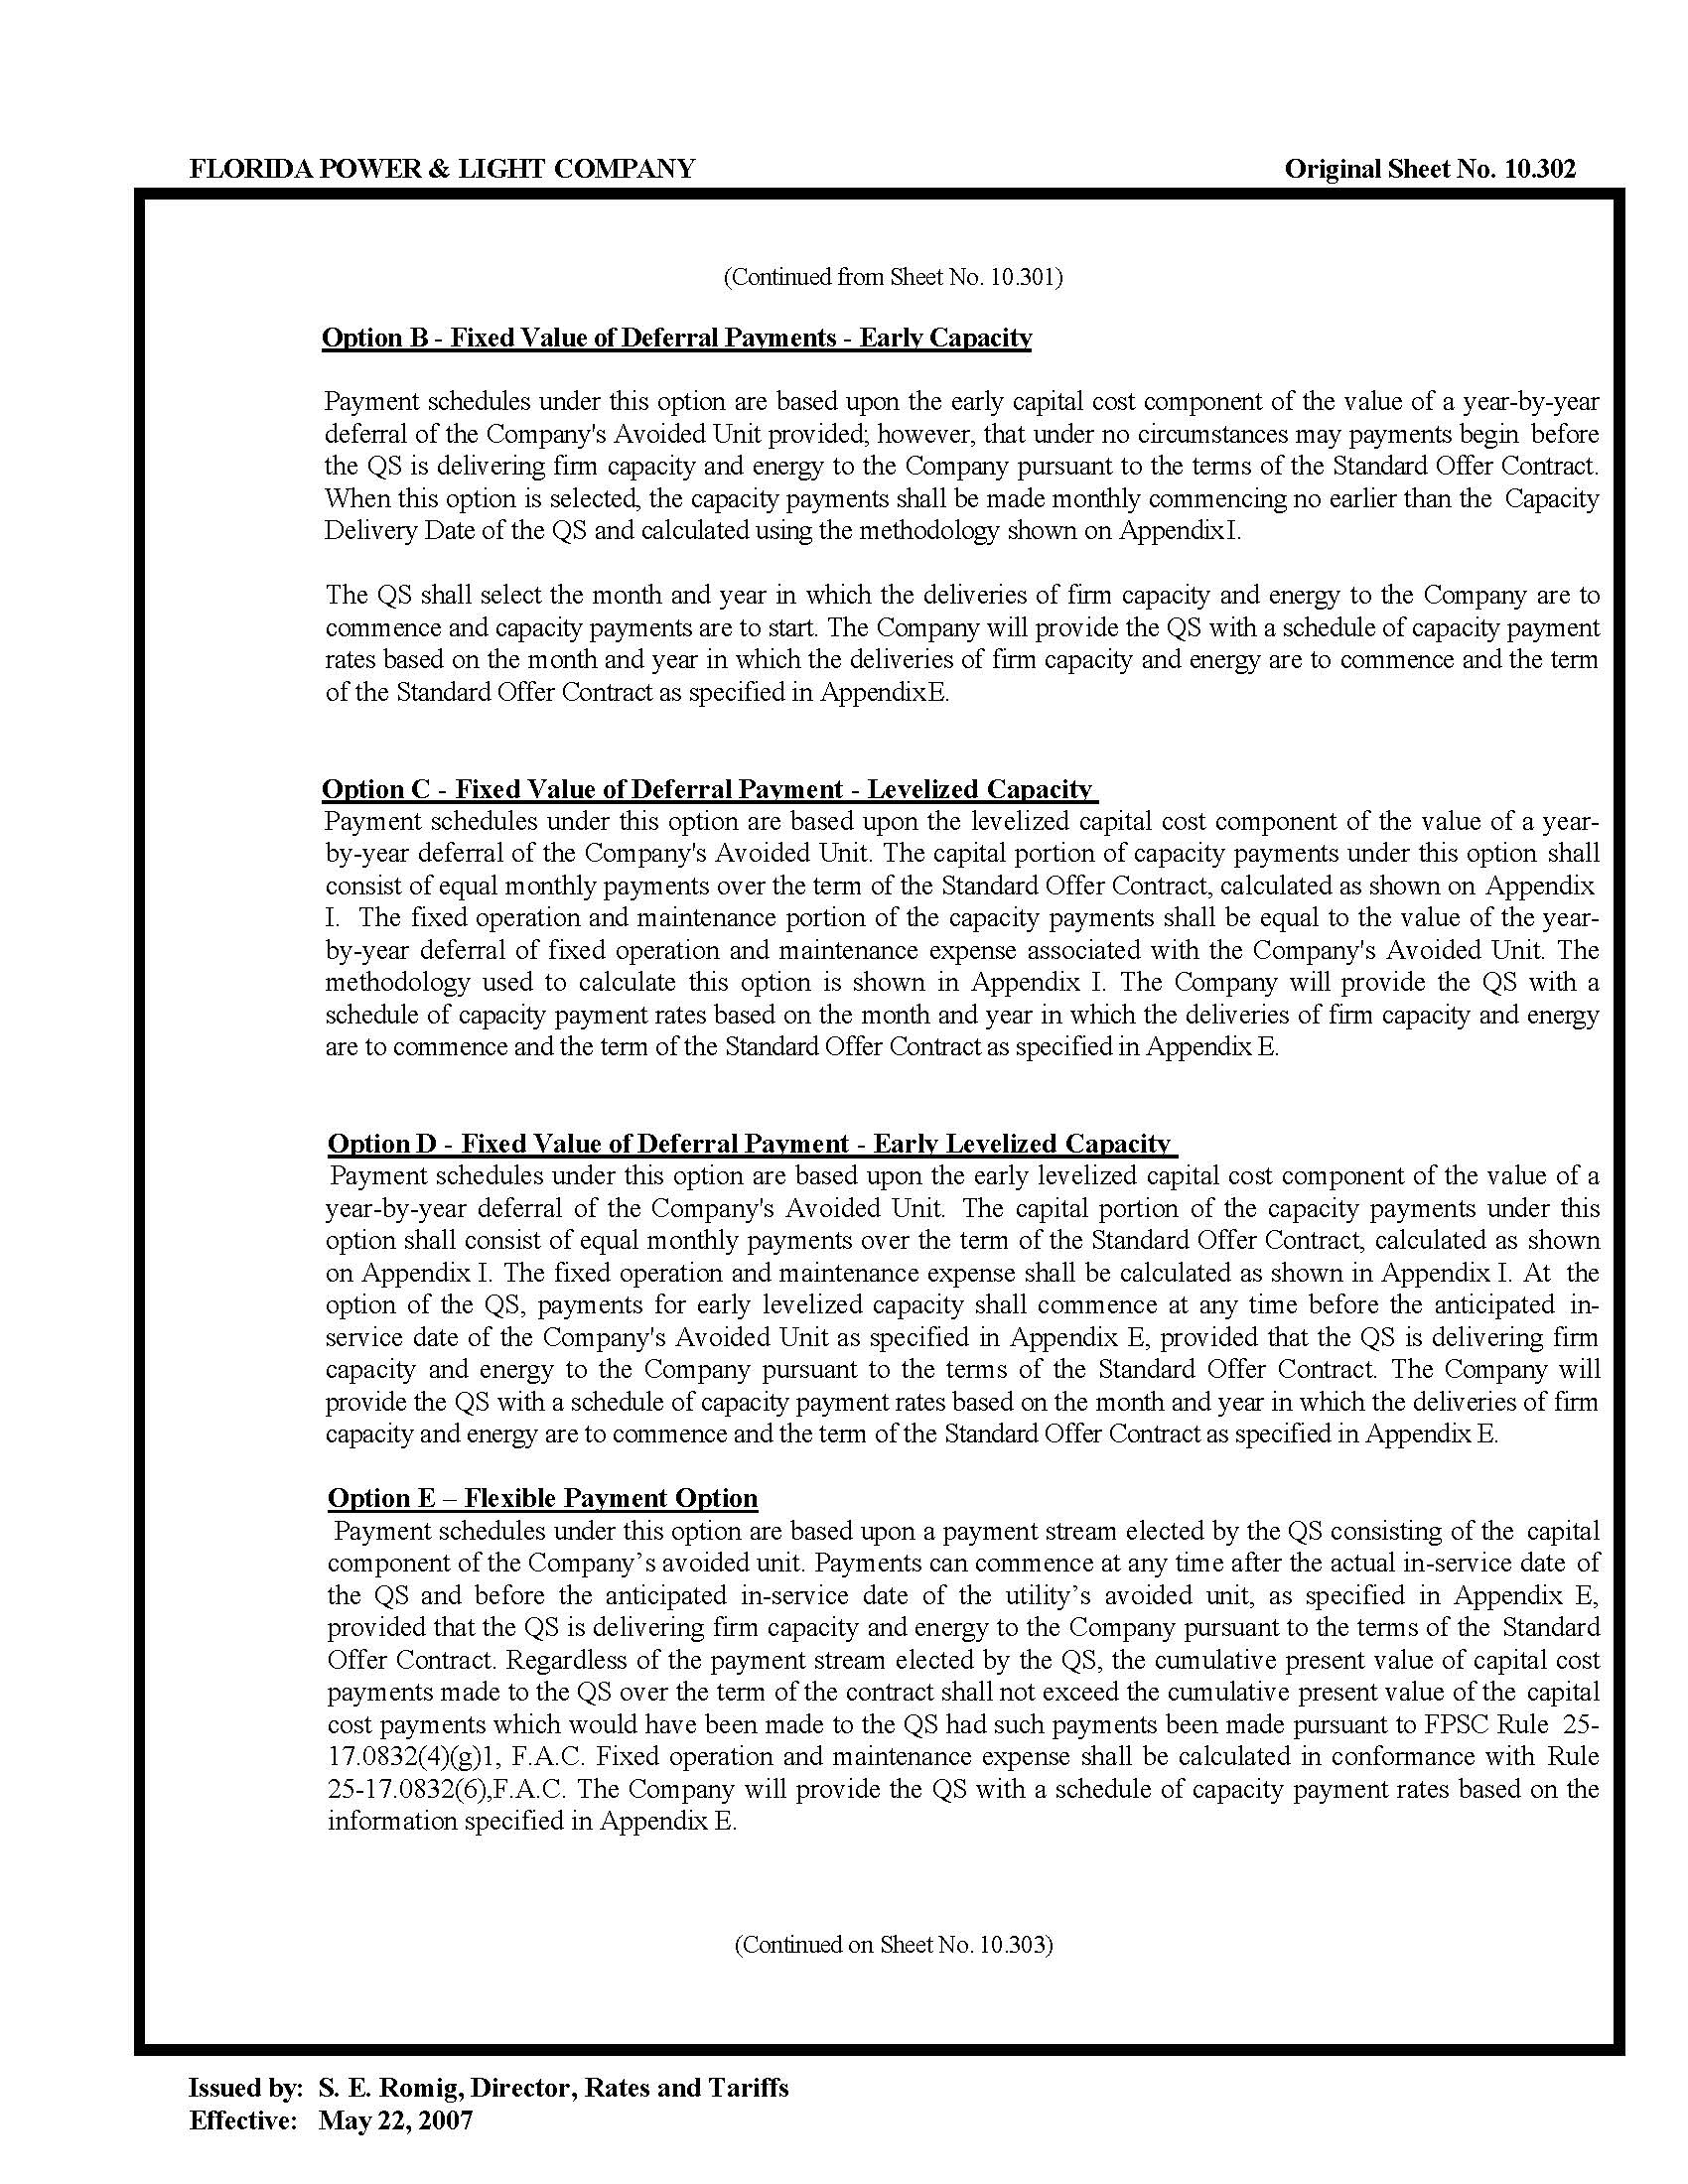 FLORIDA POWER & LIGHT COMPANY Original Sheet No. 10.302
(Continued from Sheet No. 10.301)
Option B - Fixed Value of Deferral Payments - Early Capacity
Payment schedules under this option are based upon the early capital cost component of the value of a year-by-year
deferral of the Company's Avoided Unit provided; however, that under no circumstances may payments begin before
the QS is delivering firm capacity and energy to the Company pursuant to the terms of the Standard Offer Contract.
When this option is selected, the capacity payments shall be made monthly commencing no earlier than the Capacity
Delivery Date of the QS and calculated using the methodology shown on Appendix I.
The QS shall select the month and year in which the deliveries of firm capacity and energy to the Company are to
commence and capacity payments are to start. The Company will provide the QS with a schedule of capacity payment
rates based on the month and year in which the deliveries of firm capacity and energy are to commence and the term
of the Standard Offer Contract as specified in Appendix E.
Option C - Fixed Value of Deferral Payment - Levelized Capacity
Payment schedules under this option are based upon the levelized capital cost component of the value of a year-
by-year deferral of the Company's Avoided Unit. The capital portion of capacity payments under this option shall
consist of equal monthly payments over the term of the Standard Offer Contract, calculated as shown on Appendix
I. The fixed operation and maintenance portion of the capacity payments shall be equal to the value of the year-
by-year deferral of fixed operation and maintenance expense associated with the Company's Avoided Unit. The
methodology used to calculate this option is shown in Appendix I. The Company will provide the QS with a
schedule of capacity payment rates based on the month and year in which the deliveries of firm capacity and energy
are to commence and the term of the Standard Offer Contract as specified in Appendix E.
Option D - Fixed Value of Deferral Payment - Early Levelized Capacity
Payment schedules under this option are based upon the early levelized capital cost component of the value of a
year-by-year deferral of the Company's Avoided Unit. The capital portion of the capacity payments under this
option shall consist of equal monthly payments over the term of the Standard Offer Contract, calculated as shown
on Appendix I. The fixed operation and maintenance expense shall be calculated as shown in Appendix I. At the
option of the QS, payments for early levelized capacity shall commence at any time before the anticipated in-
service date of the Company's Avoided Unit as specified in Appendix E, provided that the QS is delivering firm
capacity and energy to the Company pursuant to the terms of the Standard Offer Contract. The Company will
provide the QS with a schedule of capacity payment rates based on the month and year in which the deliveries of firm
capacity and energy are to commence and the term of the Standard Offer Contract as specified in Appendix E.
Option E – Flexible Payment Option
Payment schedules under this option are based upon a payment stream elected by the QS consisting of the capital
component of the Company’s avoided unit. Payments can commence at any time after the actual in-service date of
the QS and before the anticipated in-service date of the utility’s avoided unit, as specified in Appendix E,
provided that the QS is delivering firm capacity and energy to the Company pursuant to the terms of the Standard
Offer Contract. Regardless of the payment stream elected by the QS, the cumulative present value of capital cost
payments made to the QS over the term of the contract shall not exceed the cumulative present value of the capital
cost payments which would have been made to the QS had such payments been made pursuant to FPSC Rule 25-
17.0832(4)(g)1, F.A.C. Fixed operation and maintenance expense shall be calculated in conformance with Rule
25-17.0832(6),F.A.C. The Company will provide the QS with a schedule of capacity payment rates based on the
information specified in Appendix E.
(Continued on Sheet No. 10.303)
Issued by: S. E. Romig, Director, Rates and Tariffs
Effective: May 22, 2007